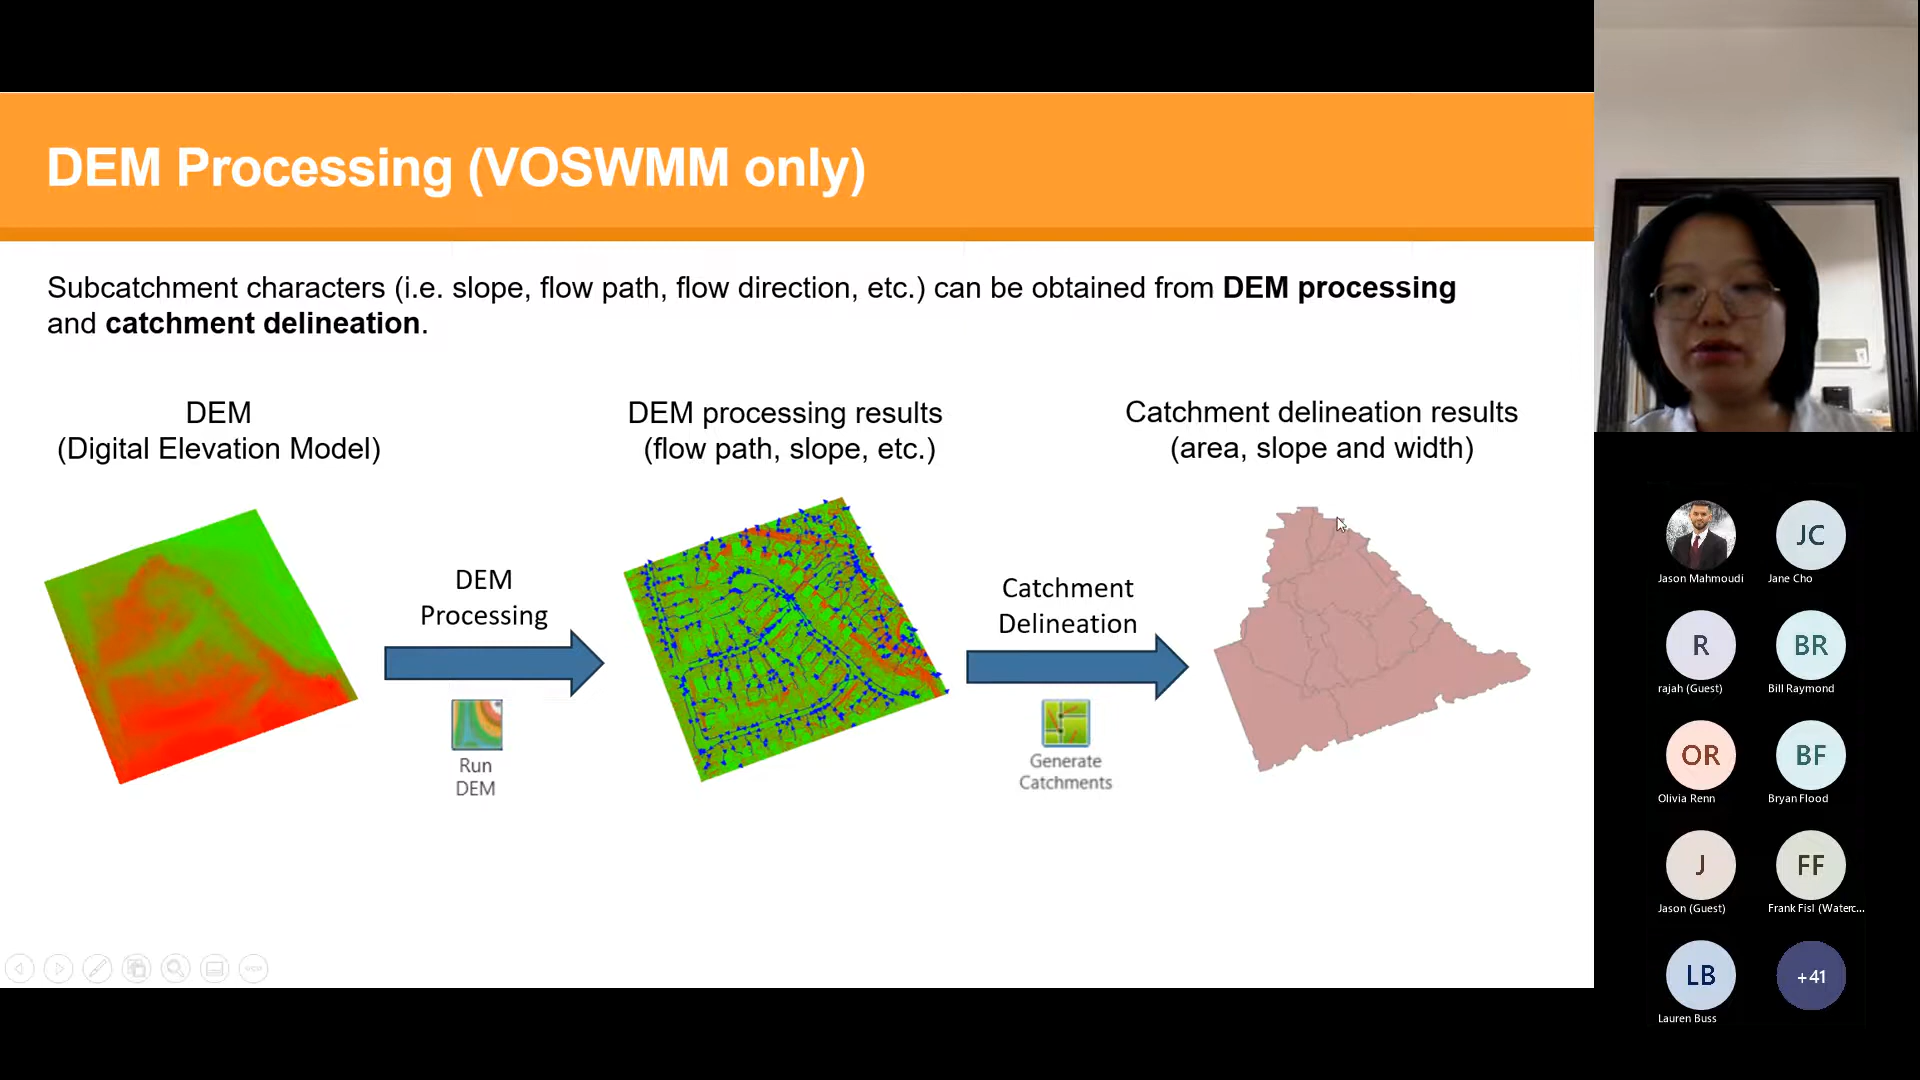 DEM Processing (VOSWMM only)
Subcatchment characters (i.e. slope, flow path, flow direction, etc.) can be obtained from DEM processing
and catchment delineation.
DEM
(Digital Elevation Model)
DEM processing results
(flow path, slope, etc.)
Catchment delineation results
(area, slope and width)
DEM
Processing
Run
DEM
Catchment
Delineation
Generate
Catchments
Jason Mahmoudi
JC
Jane Cho
R
rajah (Guest)
BR
Bill Raymond
OR
Olivia Renn
BF
Bryan Flood
J
Jason (Guest)
FF
Frank Fisl (Waterc...
LB
Lauren Buss
+41